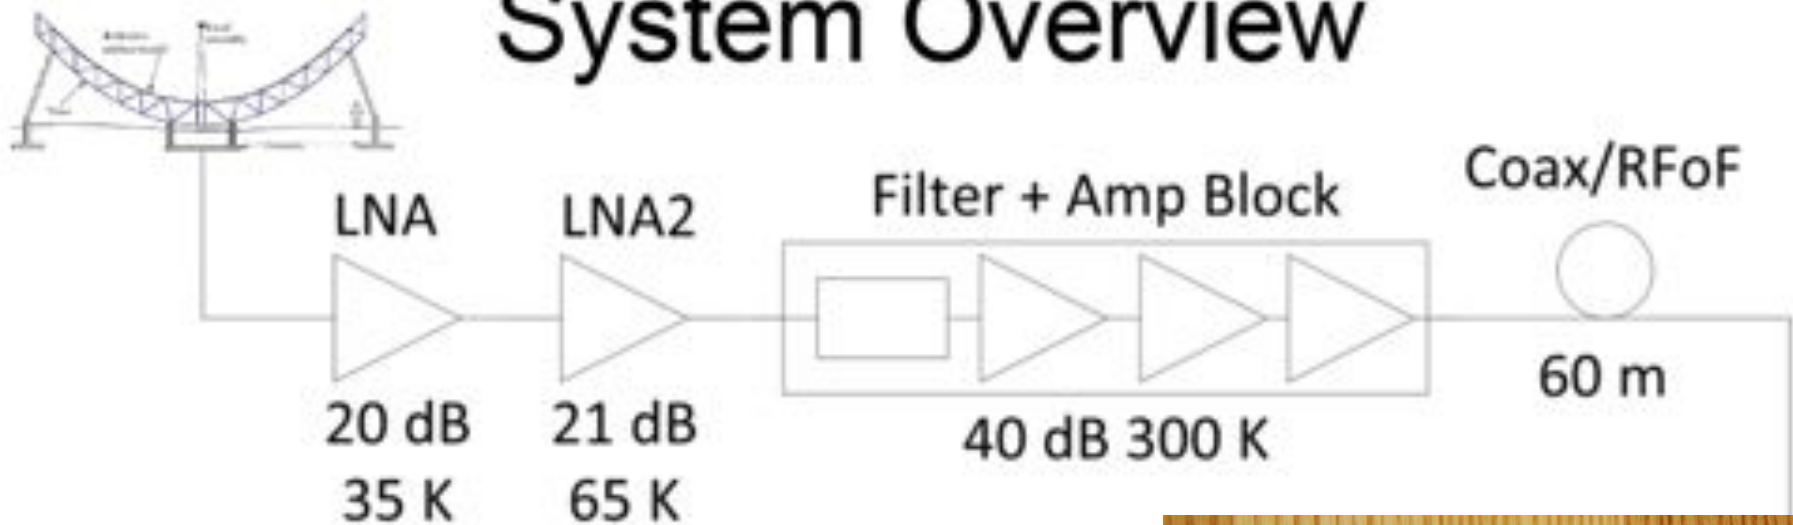 System Overview
Coax/RFoF
Filter + Amp Block
LNA
LNA2
60 m
20 dB
21 dB
40 dB 300 K
35 K
65 K